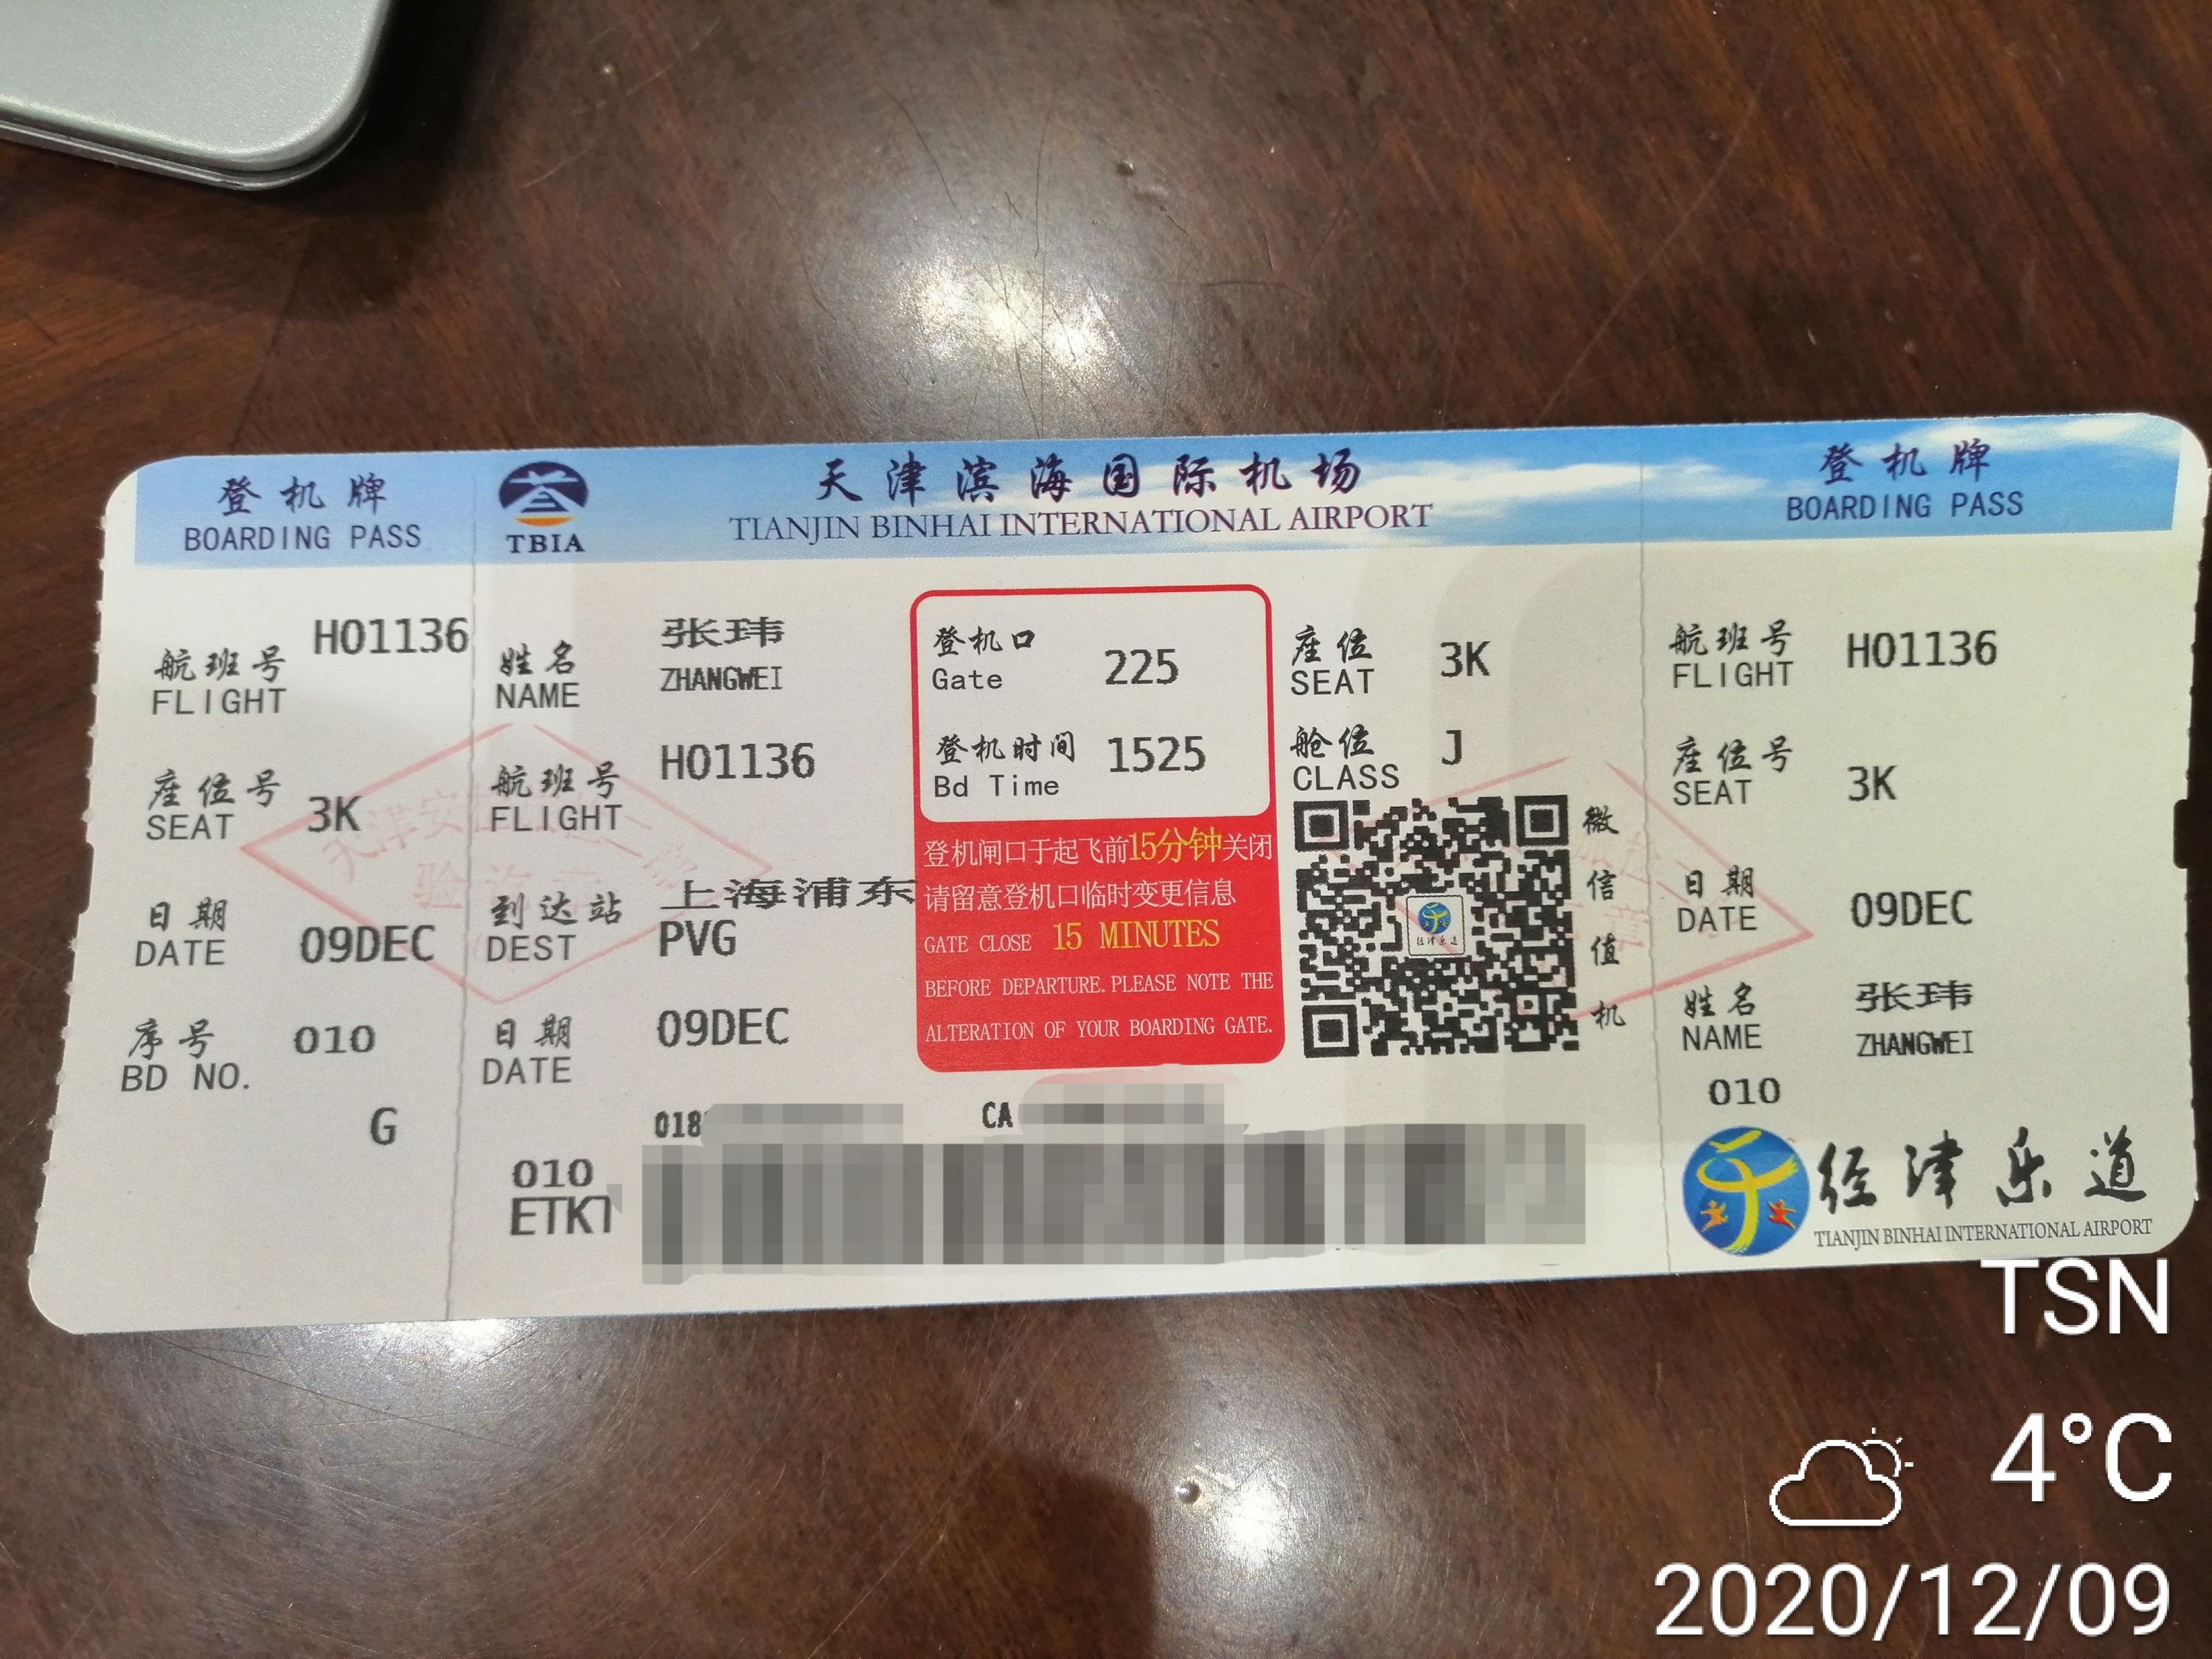 登机牌
BOARDING PASS
航班号 HO1136
FLIGHT
座位号 3K
SEAT
日期
DATE 09DEC
序号 010
BD NO.
G
TBIA
天津滨海国际机场
TIANJIN BINHAI INTERNATIONAL AIRPORT
姓名 张玮
NAME ZHANGWEI
航班号 HO1136
FLIGHT
到达站 上海浦东
DEST PVG
日期 09DEC
DATE
018
CA
010
ETKT
登机口
Gate 225
登机时间 1525
Bd Time
登机闸口于起飞前15分钟关闭
请留意登机口临时变更信息
GATE CLOSE 15 MINUTES
BEFORE DEPARTURE.PLEASE NOTE THE
ALTERATION OF YOUR BOARDING GATE.
座位 3K
SEAT
舱位 J
CLASS
微信值机
经津乐道
登机牌
BOARDING PASS
航班号 HO1136
FLIGHT
座位号 3K
SEAT
日期 09DEC
DATE
姓名 张玮
NAME ZHANGWEI
010
经津乐道
TIANJIN BINHAI INTERNATIONAL AIRPORT
TSN
4°C
2020/12/09